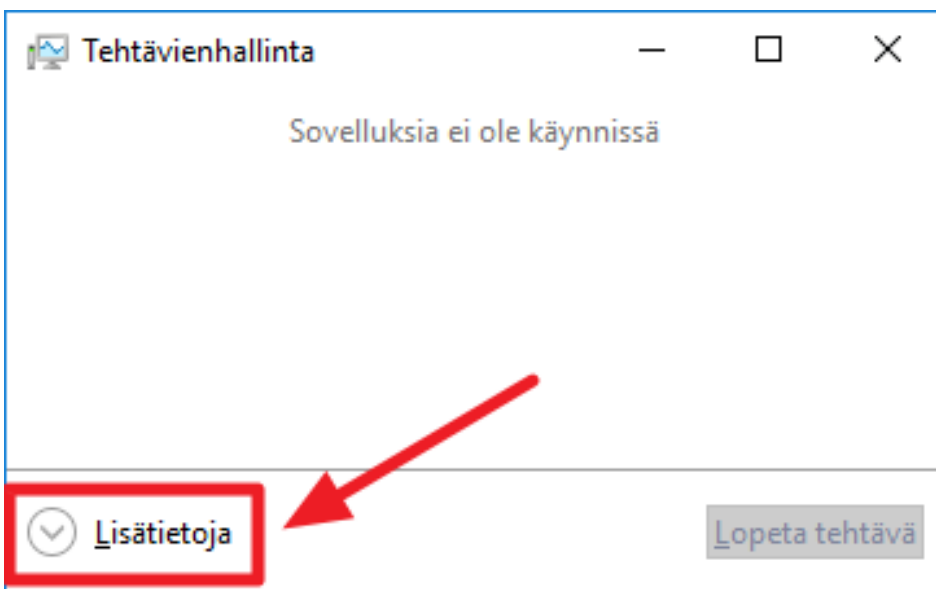 Tehtävienhallinta
Sovelluksia ei ole käynnissä
Lisätietoja
Lopeta tehtävä